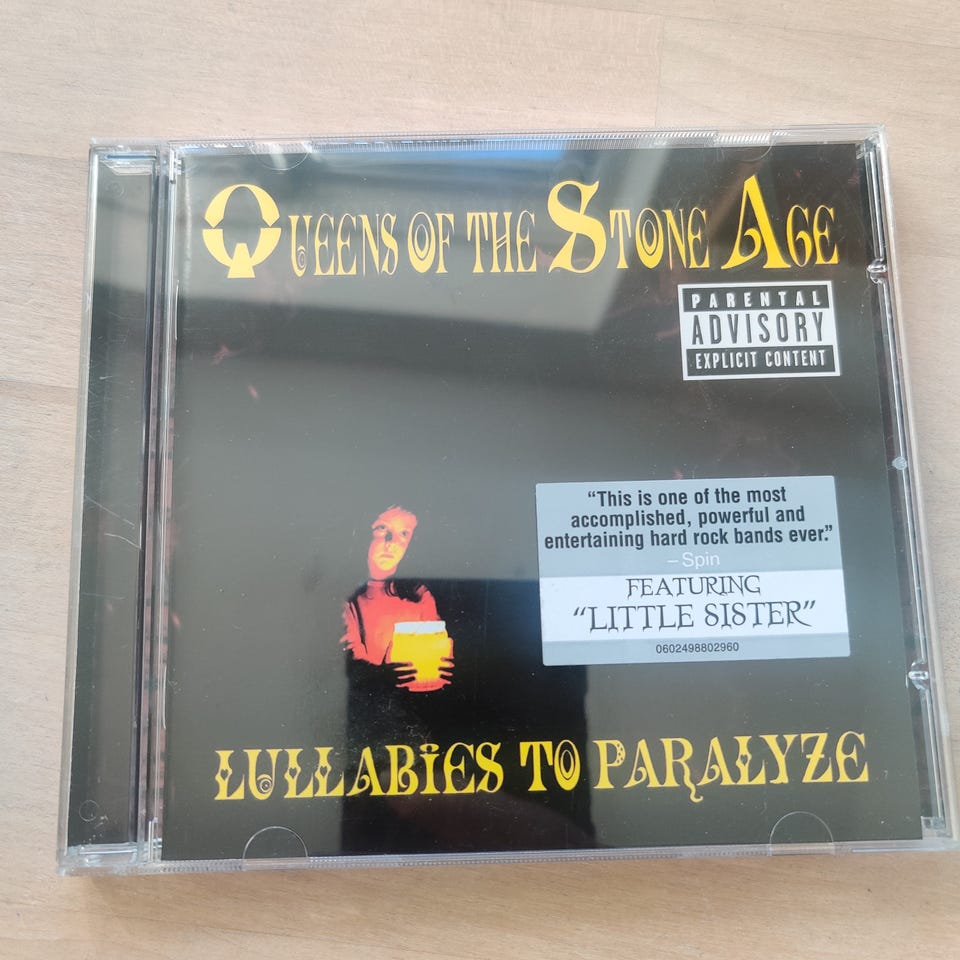 QUEENS OF THE STONE AGE
PARENTAL
ADVISORY
EXPLICIT CONTENT
“This is one of the most
accomplished, powerful and
entertaining hard rock bands ever.”
–Spin
FEATURING
“LITTLE SISTER”
0602498802960
LULLABIES TO PARALYZE